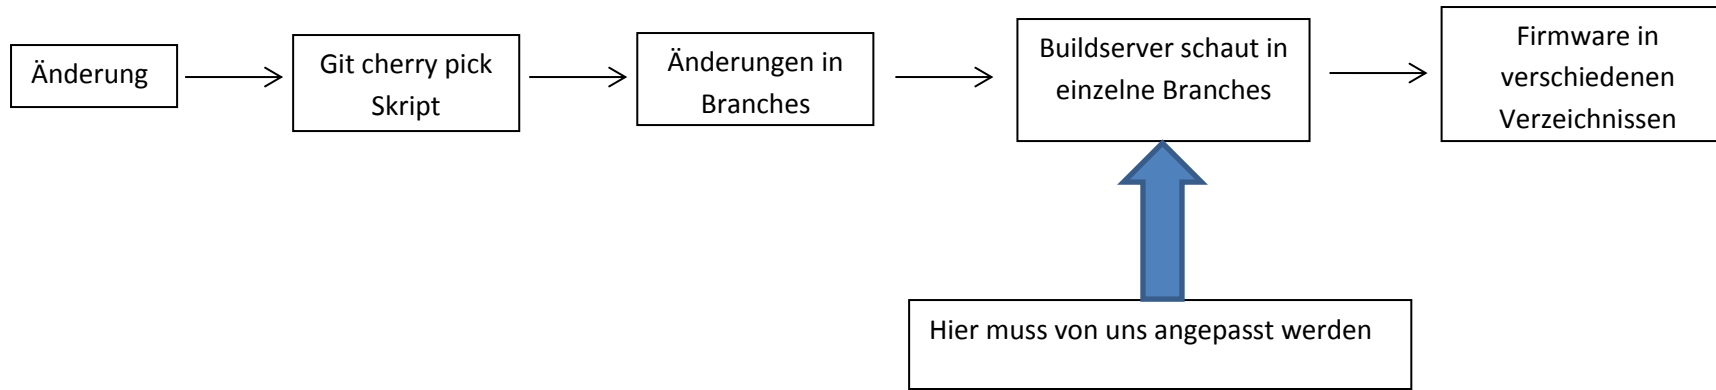 Änderung
Git cherry pick
Skript
Änderungen in
Branches
Buildserver schaut in
einzelne Branches
Firmware in
verschiedenen
Verzeichnissen
Hier muss von uns angepasst werden